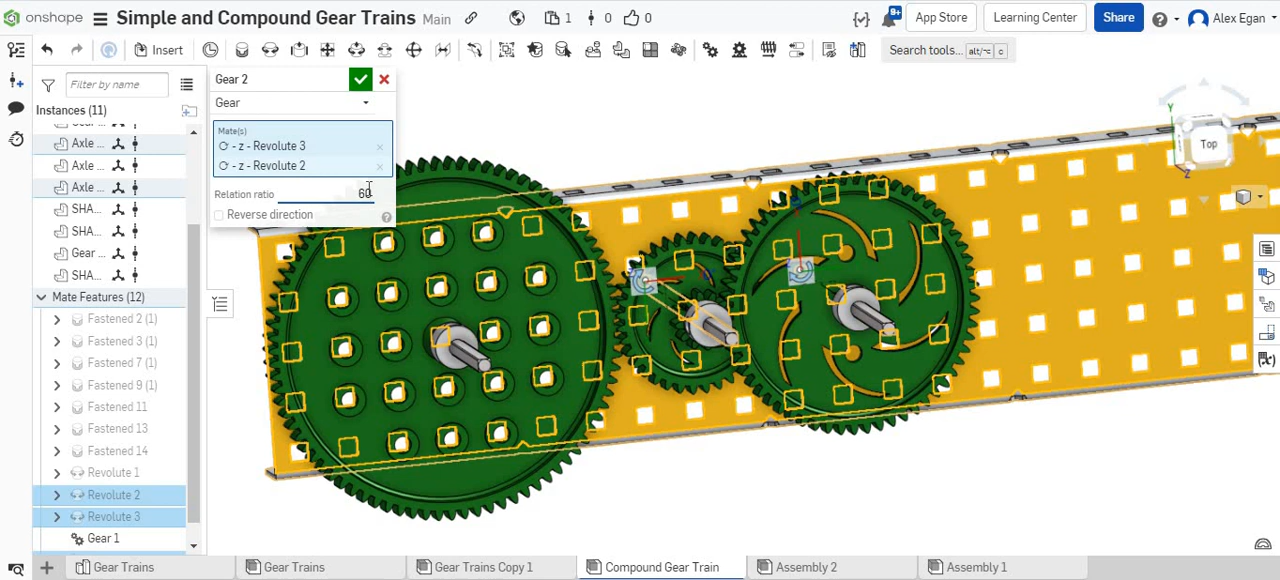 onshape Simple and Compound Gear Trains Main 1 0 0 9+ App Store Learning Center Share Alex Egan
Insert Search tools... alt/⌥ c
Filter by name
Instances (11)
Axle ...
Axle ...
Axle ...
SHA...
SHA...
Gear ...
SHA...
Mate Features (12)
Fastened 2 (1)
Fastened 3 (1)
Fastened 7 (1)
Fastened 9 (1)
Fastened 11
Fastened 13
Fastened 14
Revolute 1
Revolute 2
Revolute 3
Gear 1
Gear 2
Gear
Mate(s)
- z - Revolute 3
- z - Revolute 2
Relation ratio 60
Reverse direction
Y
Top
Z
Gear Trains Gear Trains Gear Trains Copy 1 Compound Gear Train Assembly 2 Assembly 1